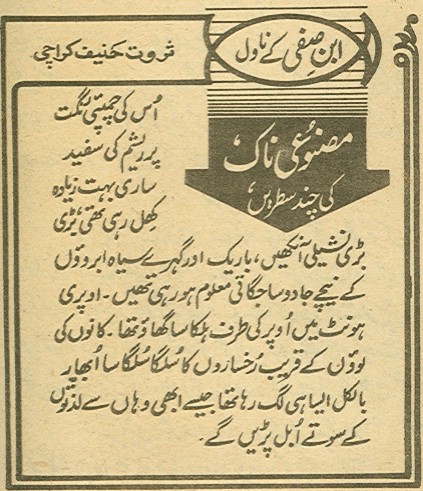 ابن صفی کے ناول
ثروت حنیف کراچی
مصنوعی ناک،
کی چند سطریں،
اُس کی چمپئی رنگت
پر ریشم کی سفید
ساری بہت زیادہ
کھِل رہی تھی، بڑی
بڑی نشیلی آنکھیں، باریک اور گہرے سیاہ ابروؤں
کے نیچے جادو سا جگاتی معلوم ہو رہی تھیں۔ اوپری
ہونٹ میں اُوپر کی طرف ہلکا سا گھاؤ تھا۔ کانوں کی
لوؤں کے قریب رُخساروں کا سُلگا سُلگا سا اُبھار
بالکل ایسا ہی لگ رہا تھا جیسے ابھی وہاں سے لذتوں
کے سوتے اُبل پڑیں گے۔